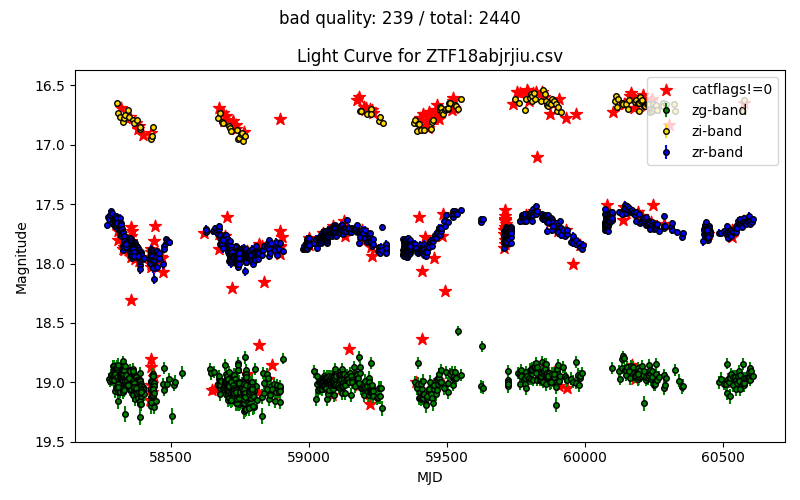 bad quality: 239 / total: 2440
Light Curve for ZTF18abjrjiu.csv
16.5
17.0
17.5
18.0
18.5
19.0
19.5
Magnitude
catflags!=0
zg-band
zi-band
zr-band
58500
59000
59500
60000
60500
MJD